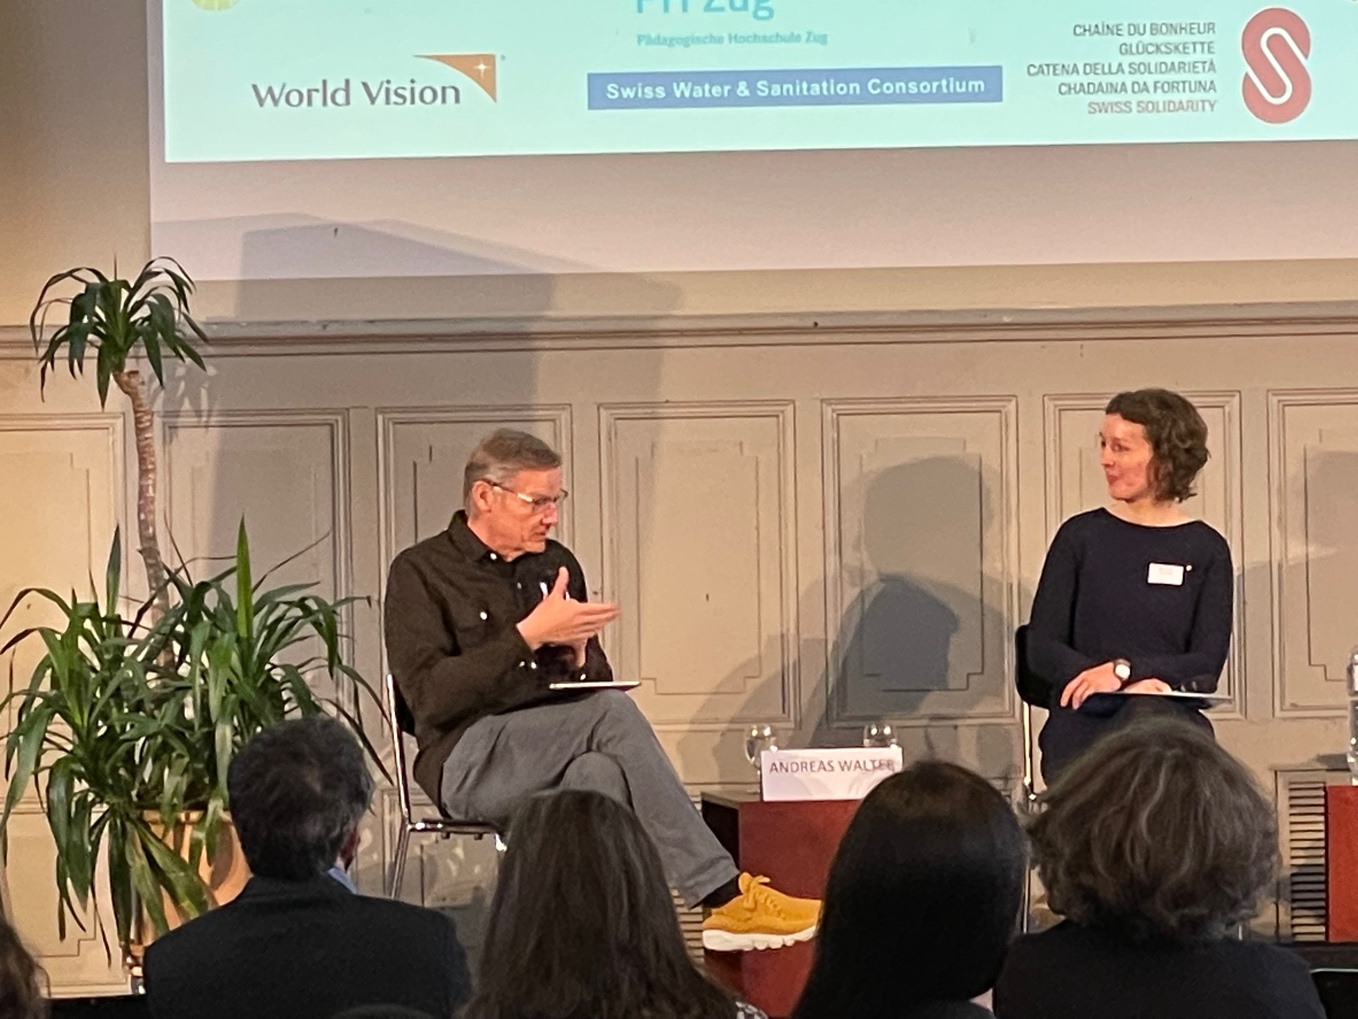 PH Zug
Pädagogische Hochschule Zug
World Vision
Swiss Water & Sanitation Consortium
CHAÎNE DU BONHEUR
GLÜCKSKETTE
CATENA DELLA SOLIDARIETÀ
CHADAINA DA FORTUNA
SWISS SOLIDARITY
ANDREAS WALTER